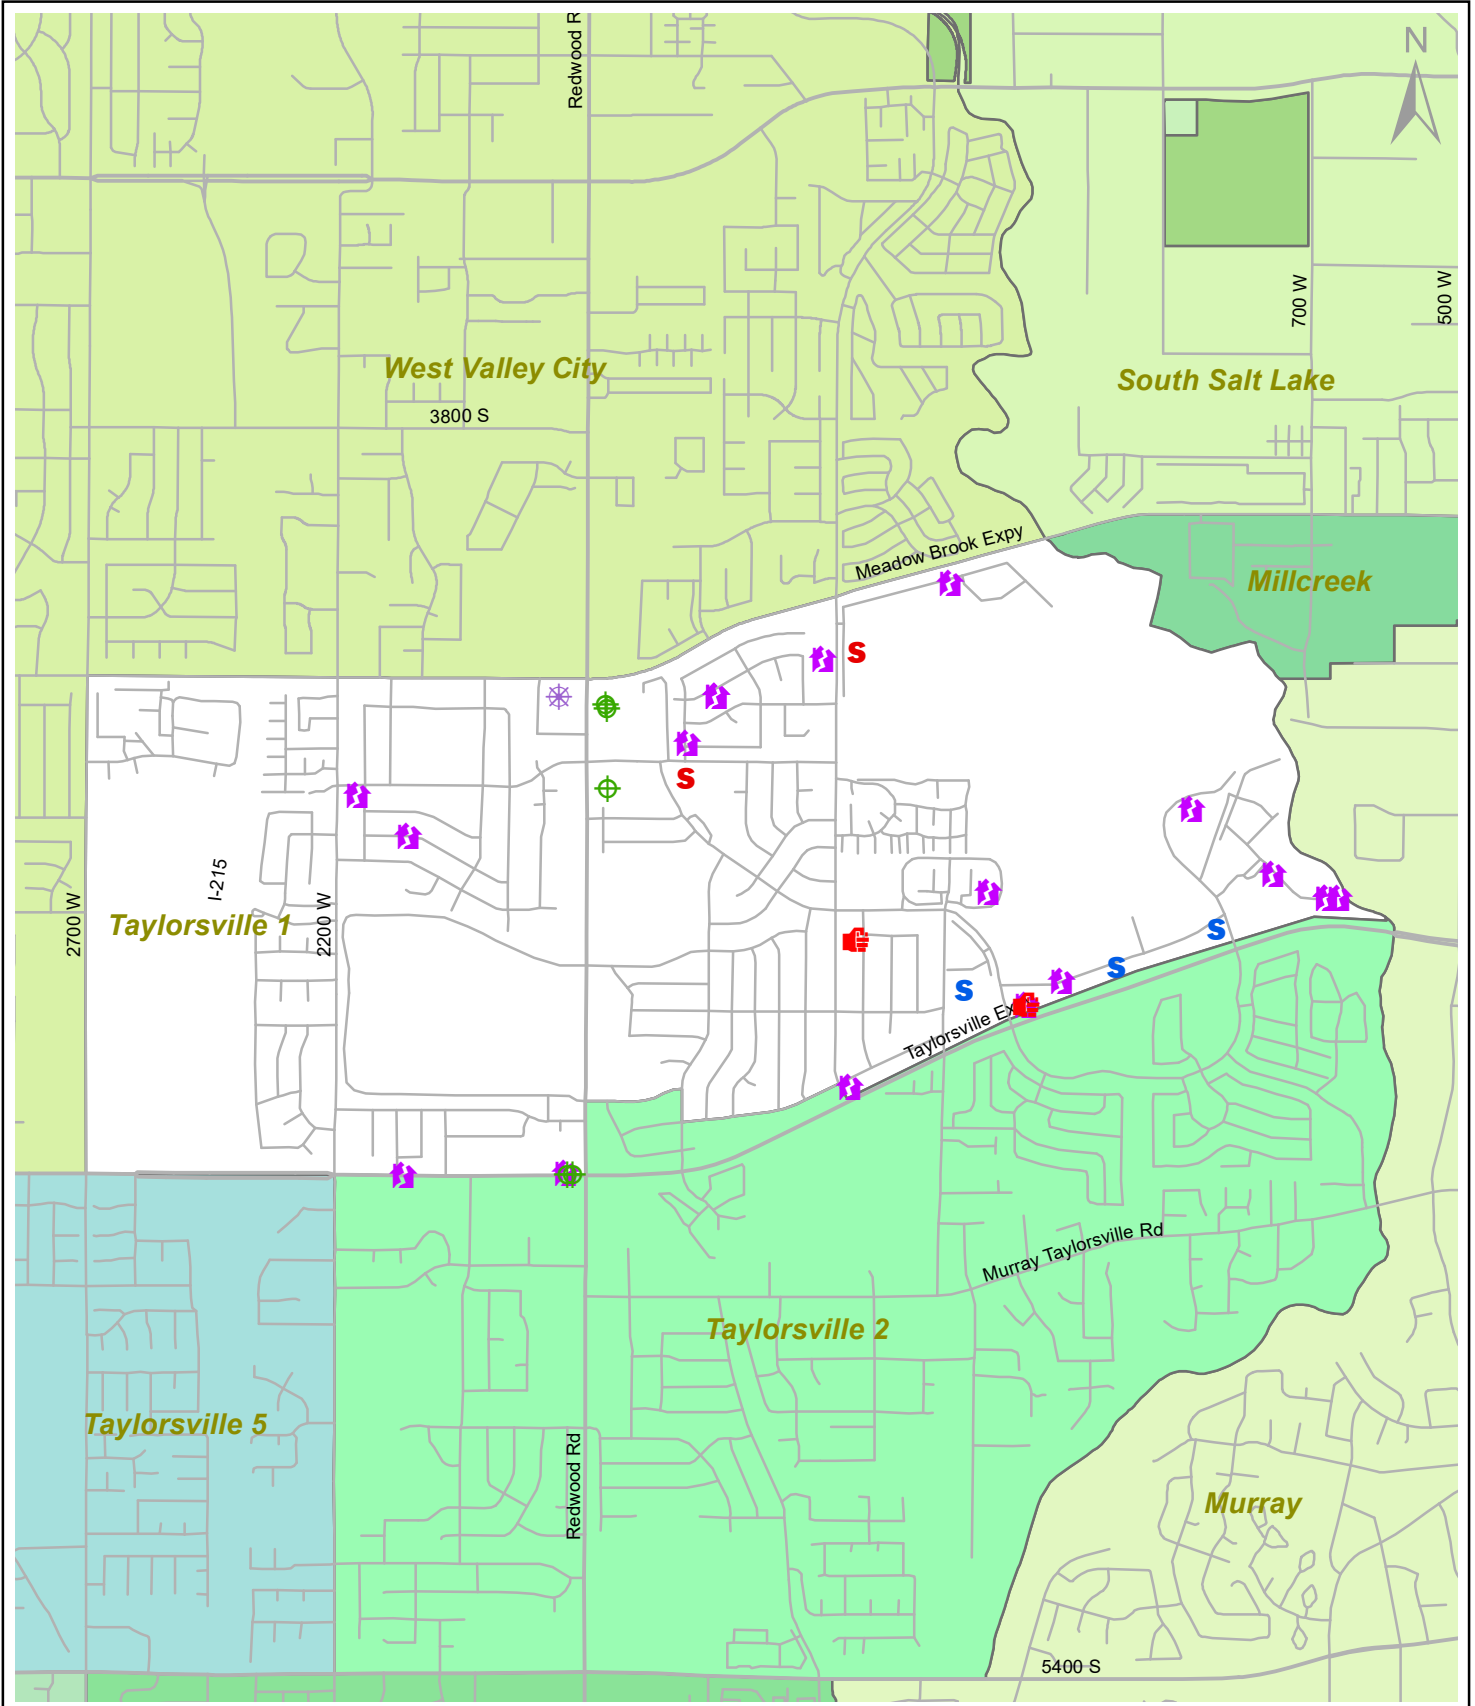 Redwood R
N
700 W
500 W
West Valley City
South Salt Lake
3800 S
Meadow Brook Expy
Millcreek
S
S
I-215
2700 W
Taylorsville 1
2200 W
S
S
S
Taylorsville Ex
Murray Taylorsville Rd
Taylorsville 2
Taylorsville 5
Redwood Rd
Murray
5400 S